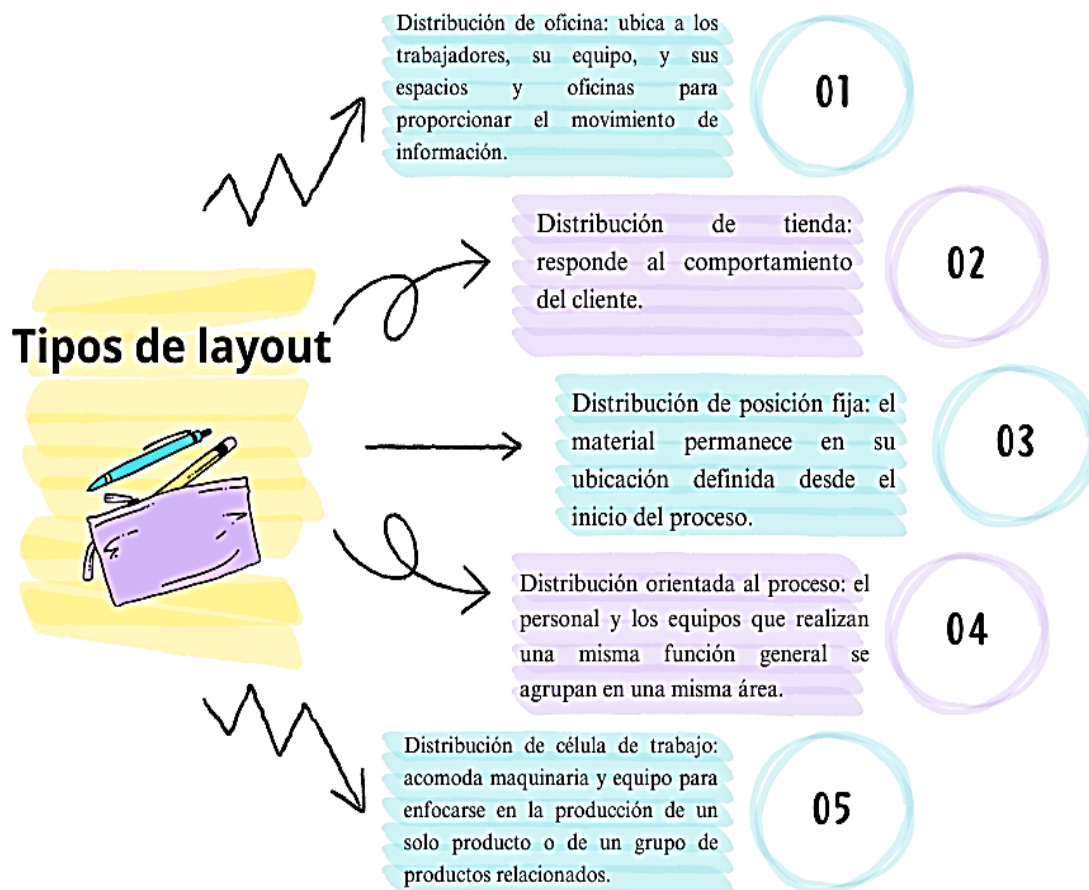 Distribución de oficina: ubica a los
trabajadores, su equipo, y sus
espacios y oficinas para
proporcionar el movimiento de
información.
01
Distribución de tienda:
responde al comportamiento
del cliente.
02
Tipos de layout
Distribución de posición fija: el
material permanece en su
ubicación definida desde el
inicio del proceso.
03
Distribución orientada al proceso: el
personal y los equipos que realizan
una misma función general se
agrupan en una misma área.
04
Distribución de célula de trabajo:
acomoda maquinaria y equipo para
enfocarse en la producción de un
solo producto o de un grupo de
productos relacionados.
05